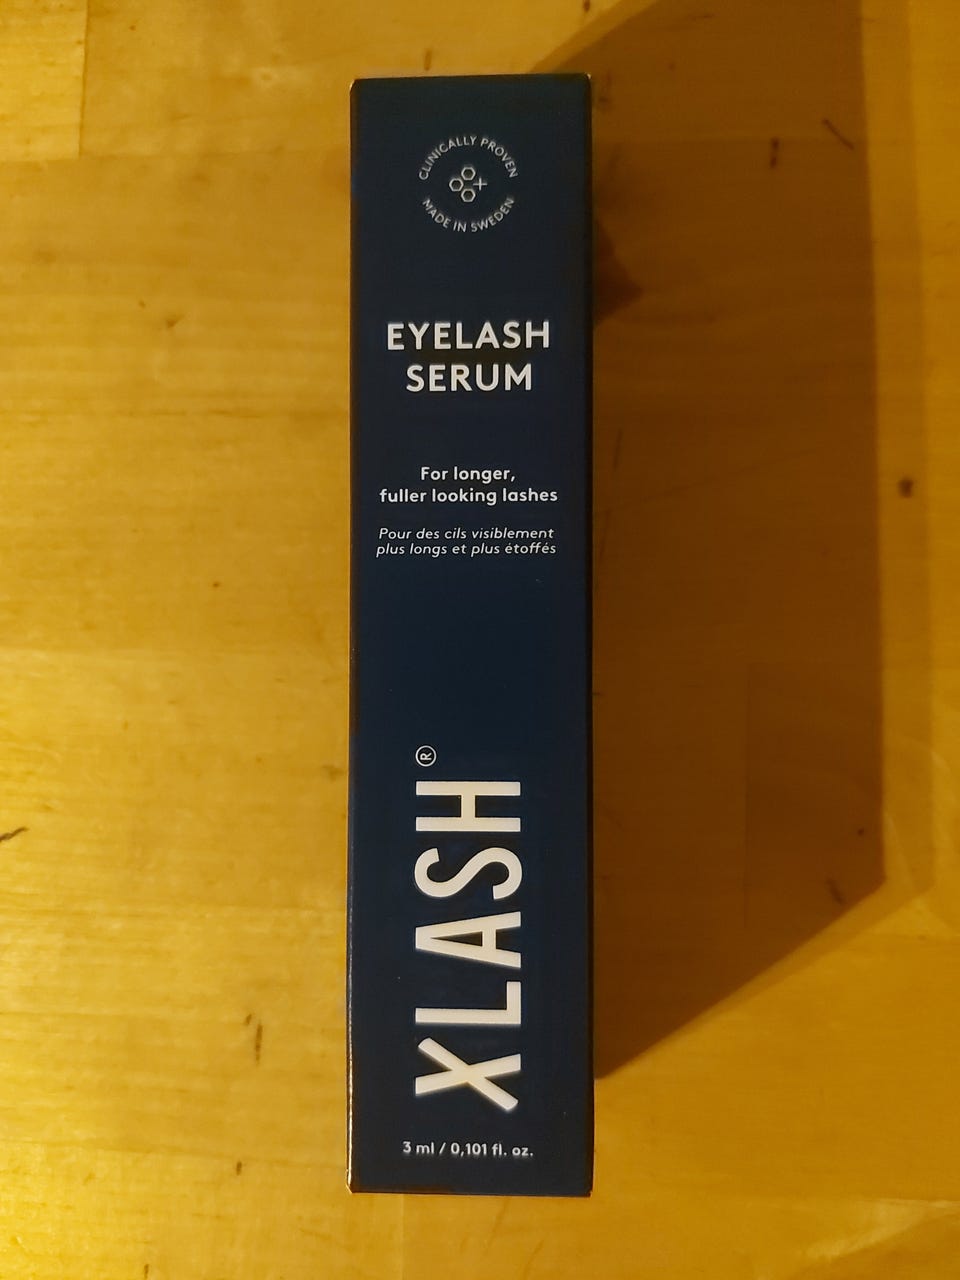 CLINICALLY PROVEN
MADE IN SWEDEN
EYELASH
SERUM
For longer,
fuller looking lashes
Pour des cils visiblement
plus longs et plus étoffés
XLASH®
3 ml / 0,101 fl. oz.